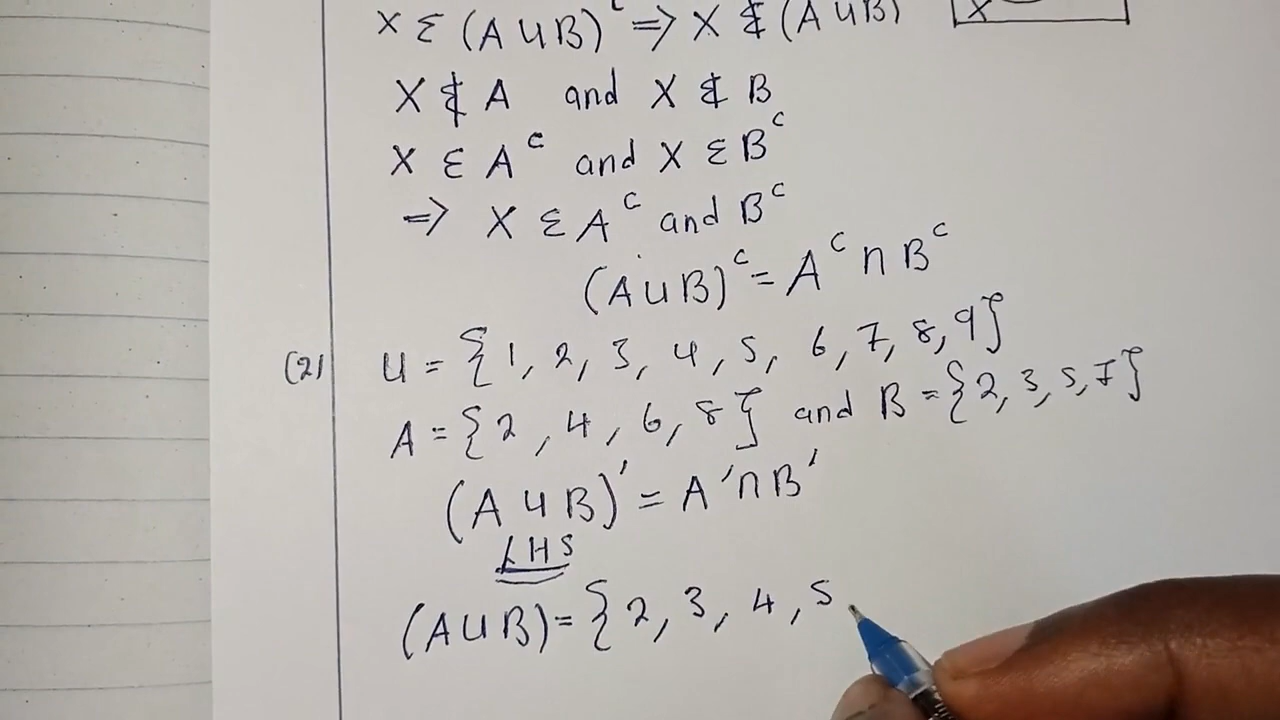 X ∈ (A ∪ B)ᶜ ⇒ X ∉ (A ∪ B) X
X ∉ A and X ∉ B
X ∈ Aᶜ and X ∈ Bᶜ
⇒ X ∈ Aᶜ and Bᶜ
(A ∪ B)ᶜ = Aᶜ ∩ Bᶜ
(2) U = {1, 2, 3, 4, 5, 6, 7, 8, 9}
A = {2, 4, 6, 8} and B = {2, 3, 5, 7}
(A ∪ B)' = A' ∩ B'
LHS
(A ∪ B) = {2, 3, 4, 5